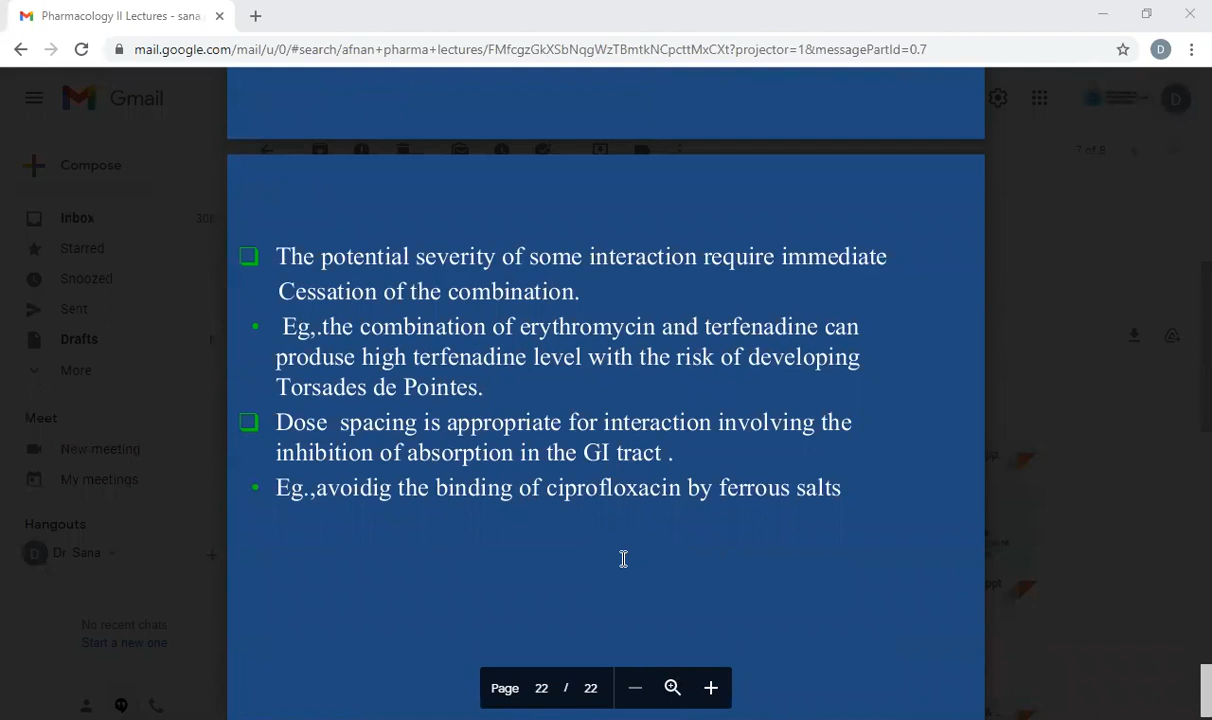 Pharmacology II Lectures - sana
mail.google.com/mail/u/0/#search/afnan+pharma+lectures/FMfcgzGkXSbNqgWzTBmtkNCpcttMxCXt?projector=1&messagePartId=0.7
D
Gmail
D
Compose
7 of 8
Inbox 308
Starred
Snoozed
Sent
Drafts
More
Meet
New meeting
My meetings
Hangouts
D Dr. Sana
No recent chats
Start a new one
The potential severity of some interaction require immediate
Cessation of the combination.
Eg,.the combination of erythromycin and terfenadine can
produse high terfenadine level with the risk of developing
Torsades de Pointes.
Dose spacing is appropriate for interaction involving the
inhibition of absorption in the GI tract .
Eg.,avoidig the binding of ciprofloxacin by ferrous salts
Page 22 / 22